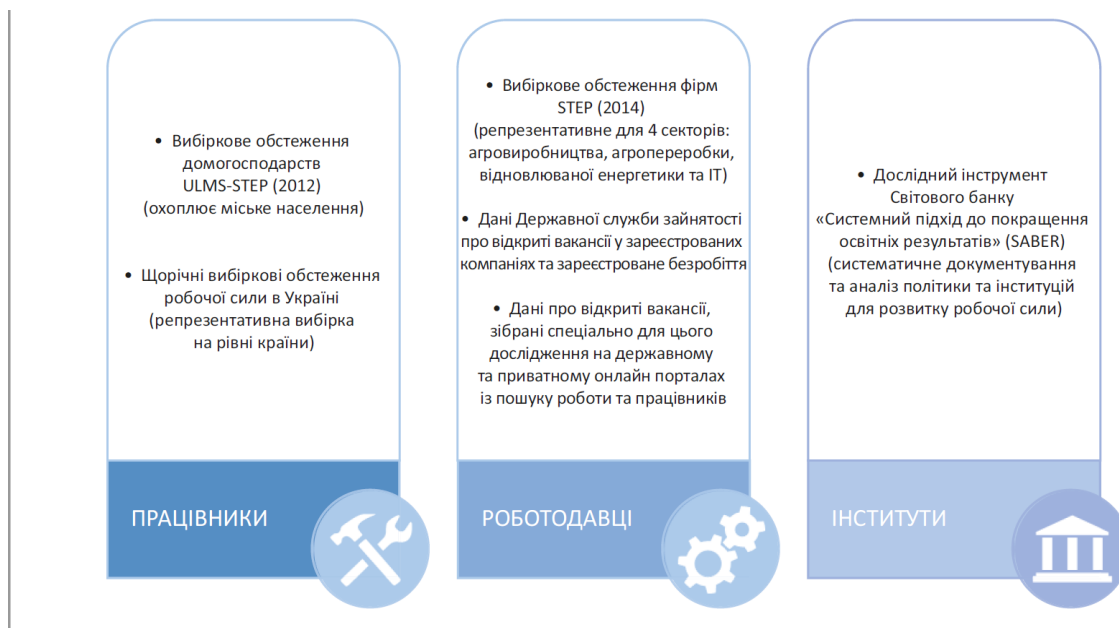 • Вибіркове обстеження
домогосподарств
ULMS-STEP (2012)
(охоплює міське населення)
• Щорічні вибіркові обстеження
робочої сили в Україні
(репрезентативна вибірка
на рівні країни)
ПРАЦІВНИКИ
• Вибіркове обстеження фірм
STEP (2014)
(репрезентативне для 4 секторів:
агровиробництва, агропереробки,
відновлюваної енергетики та ІТ)
• Дані Державної служби зайнятості
про відкриті вакансії у зареєстрованих
компаніях та зареєстроване безробіття
• Дані про відкриті вакансії,
зібрані спеціально для цього
дослідження на державному
та приватному онлайн порталах
із пошуку роботи та працівників
РОБОТОДАВЦІ
• Дослідний інструмент
Світового банку
«Системний підхід до покращення
освітніх результатів» (SABER)
(систематичне документування
та аналіз політики та інституцій
для розвитку робочої сили)
ІНСТИТУТИ